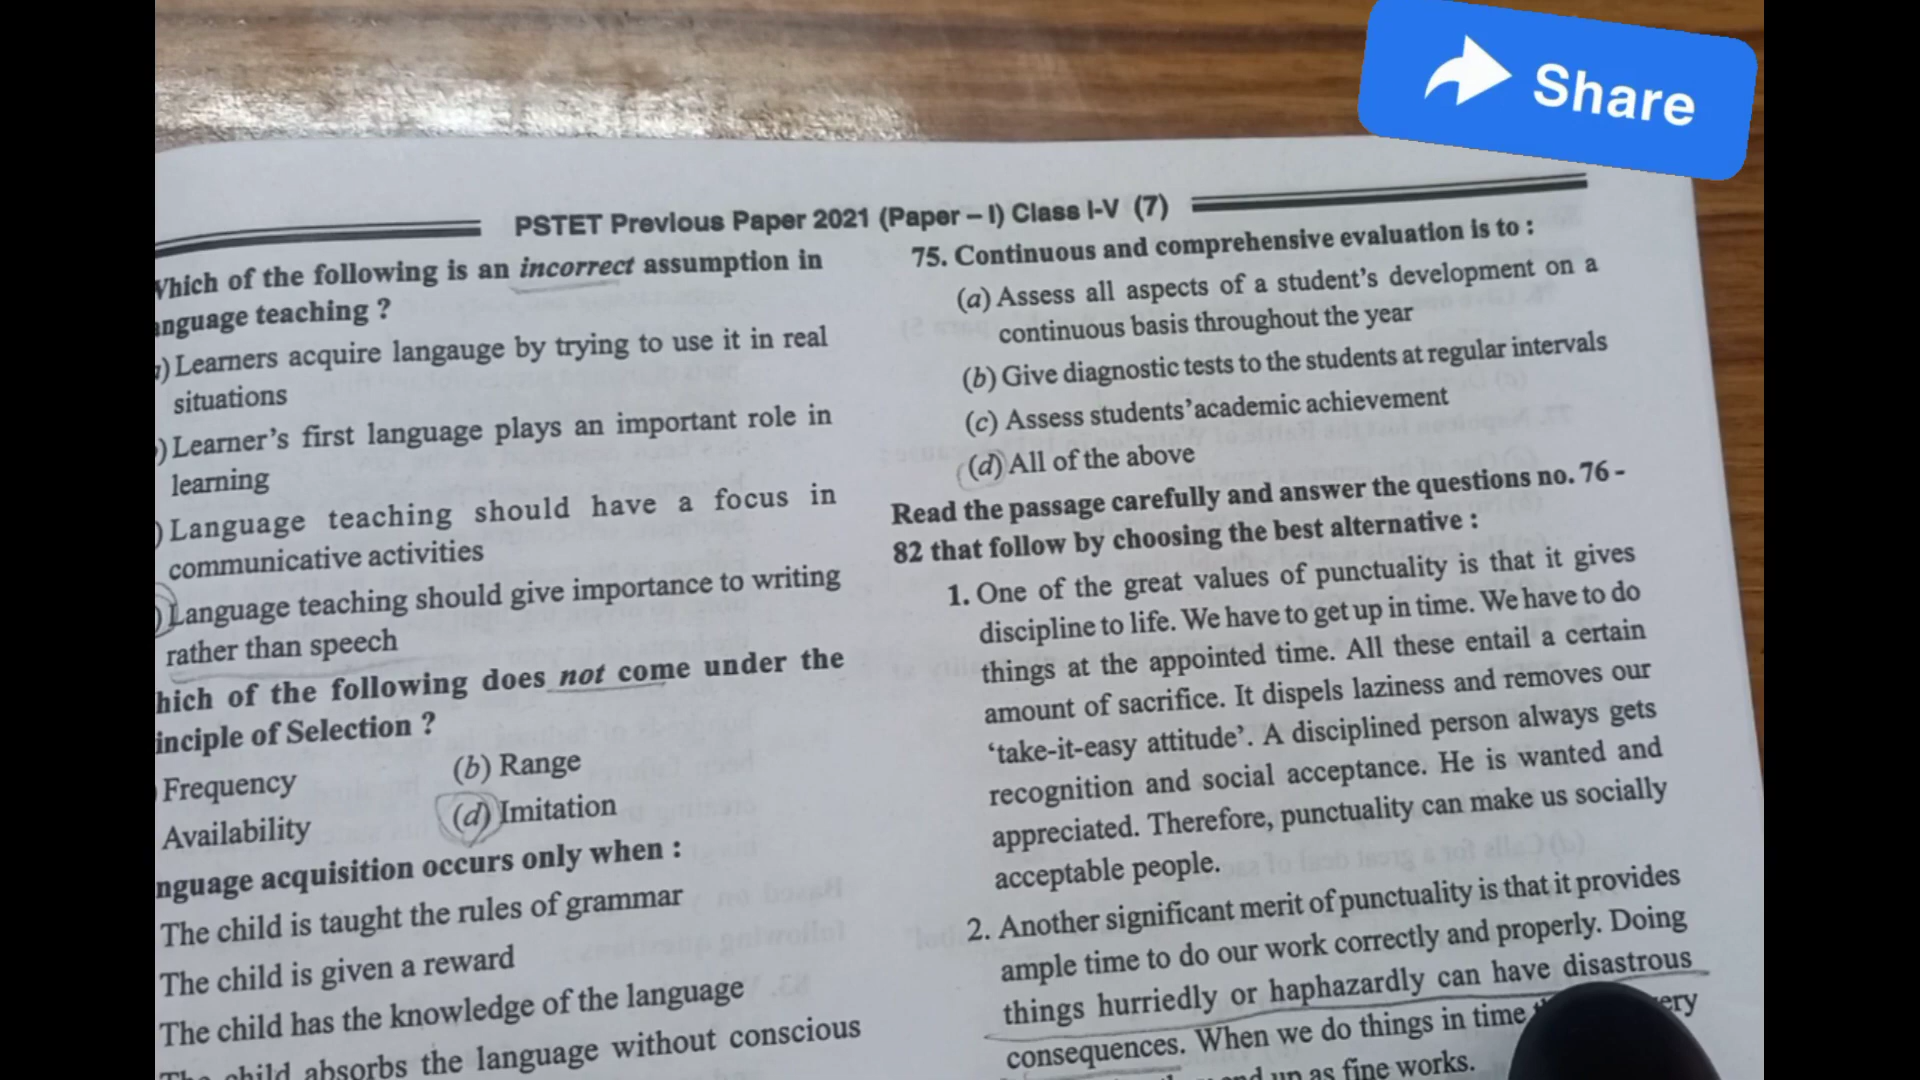 Share
PSTET Previous Paper 2021 (Paper – I) Class I-V (7)
Which of the following is an incorrect assumption in
anguage teaching ?
) Learners acquire langauge by trying to use it in real
situations
) Learner's first language plays an important role in
learning
) Language teaching should have a focus in
communicative activities
) Language teaching should give importance to writing
rather than speech
hich of the following does not come under the
inciple of Selection ?
Frequency (b) Range
Availability (d) Imitation
nguage acquisition occurs only when :
The child is taught the rules of grammar
The child is given a reward
The child has the knowledge of the language
The child absorbs the language without conscious
75. Continuous and comprehensive evaluation is to :
(a) Assess all aspects of a student's development on a
continuous basis throughout the year
(b) Give diagnostic tests to the students at regular intervals
(c) Assess students' academic achievement
(d) All of the above
Read the passage carefully and answer the questions no. 76 -
82 that follow by choosing the best alternative :
1. One of the great values of punctuality is that it gives
discipline to life. We have to get up in time. We have to do
things at the appointed time. All these entail a certain
amount of sacrifice. It dispels laziness and removes our
'take-it-easy attitude'. A disciplined person always gets
recognition and social acceptance. He is wanted and
appreciated. Therefore, punctuality can make us socially
acceptable people.
2. Another significant merit of punctuality is that it provides
ample time to do our work correctly and properly. Doing
things hurriedly or haphazardly can have disastrous
consequences. When we do things in time
up as fine works.